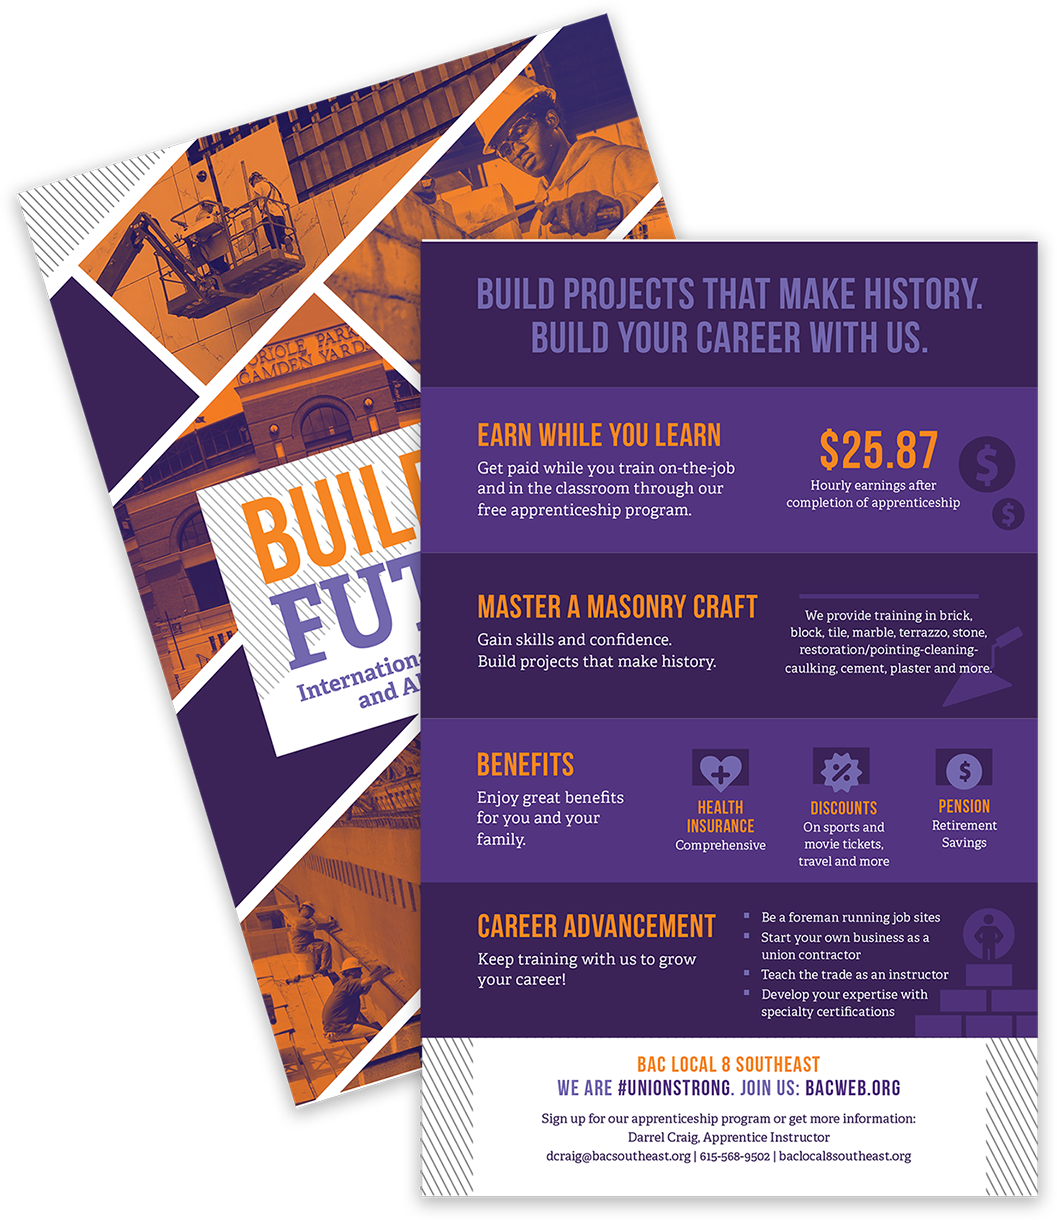 ORIOLE PARK
CAMDEN YARDS
BUILD
FUT
International
and Al
BUILD PROJECTS THAT MAKE HISTORY.
BUILD YOUR CAREER WITH US.
EARN WHILE YOU LEARN
Get paid while you train on-the-job
and in the classroom through our
free apprenticeship program.
$25.87
Hourly earnings after
completion of apprenticeship
$
$
MASTER A MASONRY CRAFT
Gain skills and confidence.
Build projects that make history.
We provide training in brick,
block, tile, marble, terrazzo, stone,
restoration/pointing-cleaning-
caulking, cement, plaster and more.
BENEFITS
Enjoy great benefits
for you and your
family.
HEALTH
INSURANCE
Comprehensive
%
DISCOUNTS
On sports and
movie tickets,
travel and more
$
PENSION
Retirement
Savings
CAREER ADVANCEMENT
Keep training with us to grow
your career!
Be a foreman running job sites
Start your own business as a
union contractor
Teach the trade as an instructor
Develop your expertise with
specialty certifications
BAC LOCAL 8 SOUTHEAST
WE ARE #UNIONSTRONG. JOIN US: BACWEB.ORG
Sign up for our apprenticeship program or get more information:
Darrel Craig, Apprentice Instructor
dcraig@bacsoutheast.org | 615-568-9502 | baclocal8southeast.org